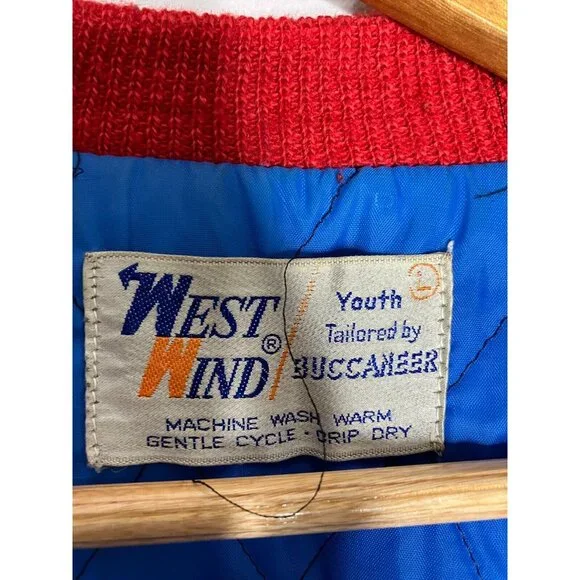 WEST
WIND®
Youth
Tailored by
BUCCANEER
MACHINE WASH WARM
GENTLE CYCLE · DRIP DRY